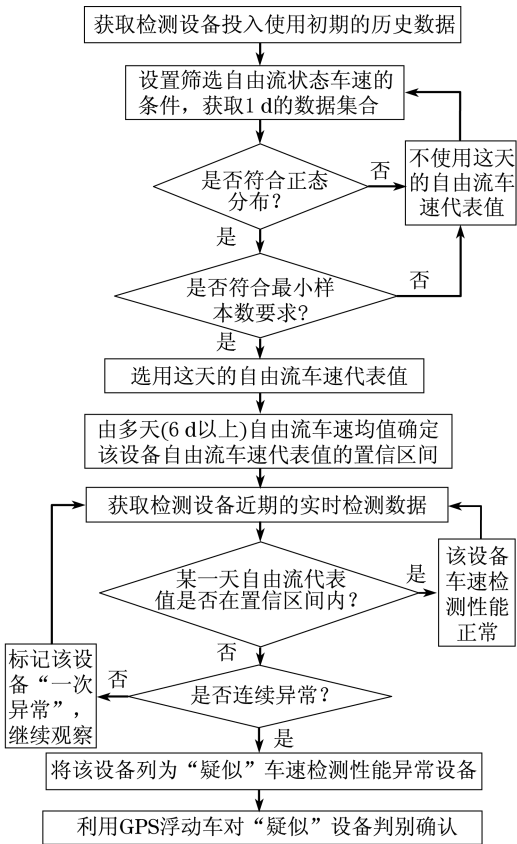 获取检测设备投入使用初期的历史数据
设置筛选自由流状态车速的
条件，获取1 d的数据集合
不使用这天
的自由流车
速代表值
是否符合正态
分布？
否
是
是否符合最小样
本数要求?
否
是
选用这天的自由流车速代表值
由多天(6 d以上)自由流车速均值确定
该设备自由流车速代表值的置信区间
获取检测设备近期的实时检测数据
某一天自由流代表
值是否在置信区间内？
是
该设备
车速检
测性能
正常
否
是否连续异常？
否
标记该设
备“一次
异常”，
继续观察
是
将该设备列为“疑似”车速检测性能异常设备
利用GPS浮动车对“疑似”设备判别确认